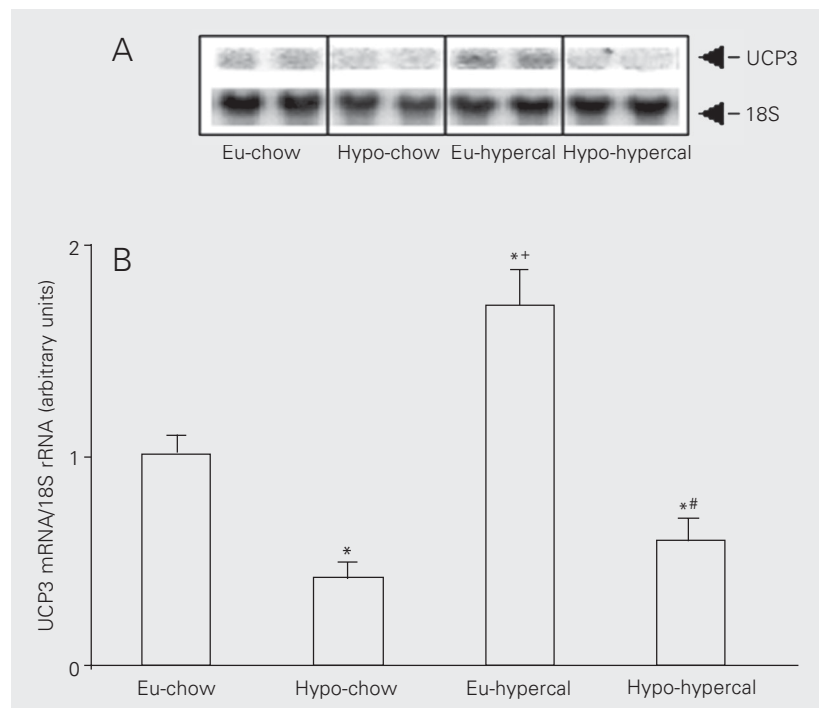 A
UCP3
18S
Eu-chow Hypo-chow Eu-hypercal Hypo-hypercal
B
UCP3 mRNA/18S rRNA (arbitrary units)
2
1
0
*
*+
*#
Eu-chow Hypo-chow Eu-hypercal Hypo-hypercal